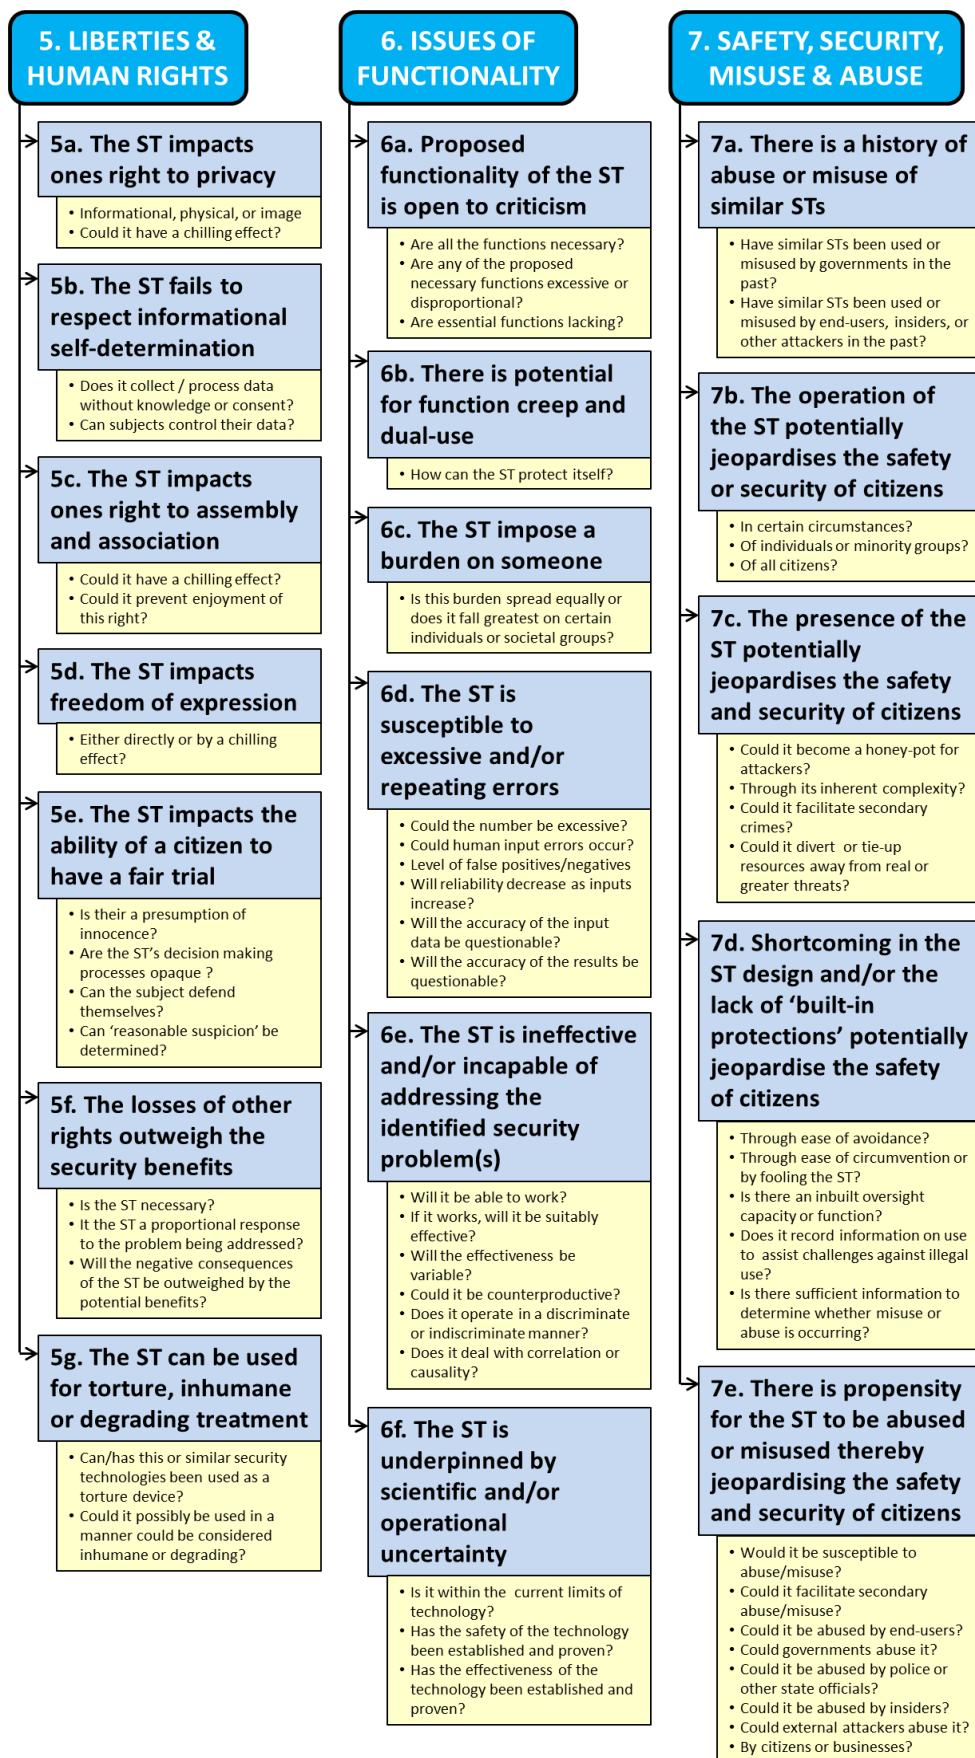 5. LIBERTIES &
HUMAN RIGHTS
5a. The ST impacts
ones right to privacy
• Informational, physical, or image
• Could it have a chilling effect?
5b. The ST fails to
respect informational
self-determination
• Does it collect / process data
without knowledge or consent?
• Can subjects control their data?
5c. The ST impacts
ones right to assembly
and association
• Could it have a chilling effect?
• Could it prevent enjoyment of
this right?
5d. The ST impacts
freedom of expression
• Either directly or by a chilling
effect?
5e. The ST impacts the
ability of a citizen to
have a fair trial
• Is their a presumption of
innocence?
• Are the ST's decision making
processes opaque ?
• Can the subject defend
themselves?
• Can 'reasonable suspicion' be
determined?
5f. The losses of other
rights outweigh the
security benefits
• Is the ST necessary?
• It the ST a proportional response
to the problem being addressed?
• Will the negative consequences
of the ST be outweighed by the
potential benefits?
5g. The ST can be used
for torture, inhumane
or degrading treatment
• Can/has this or similar security
technologies been used as a
torture device?
• Could it possibly be used in a
manner could be considered
inhumane or degrading?
6. ISSUES OF
FUNCTIONALITY
6a. Proposed
functionality of the ST
is open to criticism
• Are all the functions necessary?
• Are any of the proposed
necessary functions excessive or
disproportional?
• Are essential functions lacking?
6b. There is potential
for function creep and
dual-use
• How can the ST protect itself?
6c. The ST impose a
burden on someone
• Is this burden spread equally or
does it fall greatest on certain
individuals or societal groups?
6d. The ST is
susceptible to
excessive and/or
repeating errors
• Could the number be excessive?
• Could human input errors occur?
• Level of false positives/negatives
• Will reliability decrease as inputs
increase?
• Will the accuracy of the input
data be questionable?
• Will the accuracy of the results be
questionable?
6e. The ST is ineffective
and/or incapable of
addressing the
identified security
problem(s)
• Will it be able to work?
• If it works, will it be suitably
effective?
• Will the effectiveness be
variable?
• Could it be counterproductive?
• Does it operate in a discriminate
or indiscriminate manner?
• Does it deal with correlation or
causality?
6f. The ST is
underpinned by
scientific and/or
operational
uncertainty
• Is it within the current limits of
technology?
• Has the safety of the technology
been established and proven?
• Has the effectiveness of the
technology been established and
proven?
7. SAFETY, SECURITY,
MISUSE & ABUSE
7a. There is a history of
abuse or misuse of
similar STs
• Have similar STs been used or
misused by governments in the
past?
• Have similar STs been used or
misused by end-users, insiders, or
other attackers in the past?
7b. The operation of
the ST potentially
jeopardises the safety
or security of citizens
• In certain circumstances?
• Of individuals or minority groups?
• Of all citizens?
7c. The presence of the
ST potentially
jeopardises the safety
and security of citizens
• Could it become a honey-pot for
attackers?
• Through its inherent complexity?
• Could it facilitate secondary
crimes?
• Could it divert or tie-up
resources away from real or
greater threats?
7d. Shortcoming in the
ST design and/or the
lack of 'built-in
protections' potentially
jeopardise the safety
of citizens
• Through ease of avoidance?
• Through ease of circumvention or
by fooling the ST?
• Is there an inbuilt oversight
capacity or function?
• Does it record information on use
to assist challenges against illegal
use?
• Is there sufficient information to
determine whether misuse or
abuse is occurring?
7e. There is propensity
for the ST to be abused
or misused thereby
jeopardising the safety
and security of citizens
• Would it be susceptible to
abuse/misuse?
• Could it facilitate secondary
abuse/misuse?
• Could it be abused by end-users?
• Could governments abuse it?
• Could it be abused by police or
other state officials?
• Could it be abused by insiders?
• Could external attackers abuse it?
• By citizens or businesses?